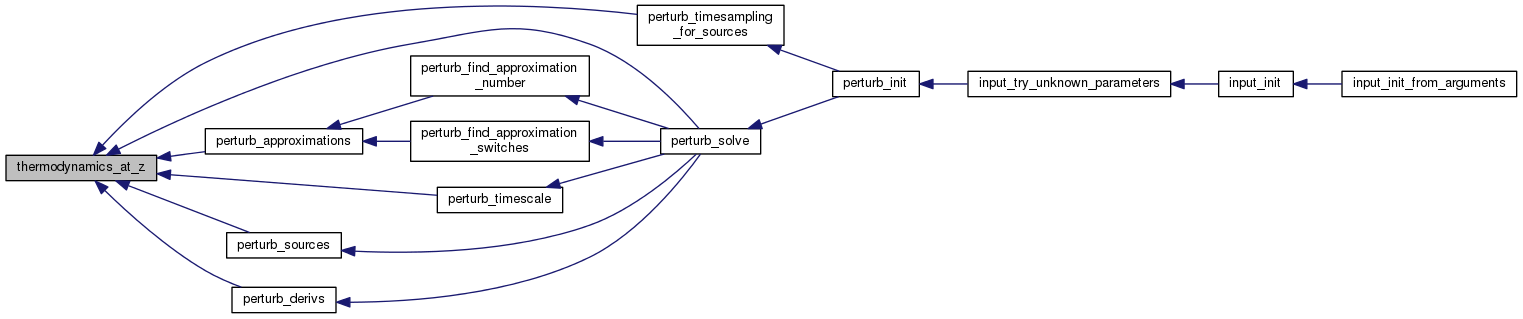 perturb_timesampling
_for_sources
perturb_find_approximation
_number
perturb_init
input_try_unknown_parameters
input_init
input_init_from_arguments
perturb_approximations
perturb_find_approximation
_switches
perturb_solve
thermodynamics_at_z
perturb_timescale
perturb_sources
perturb_derivs